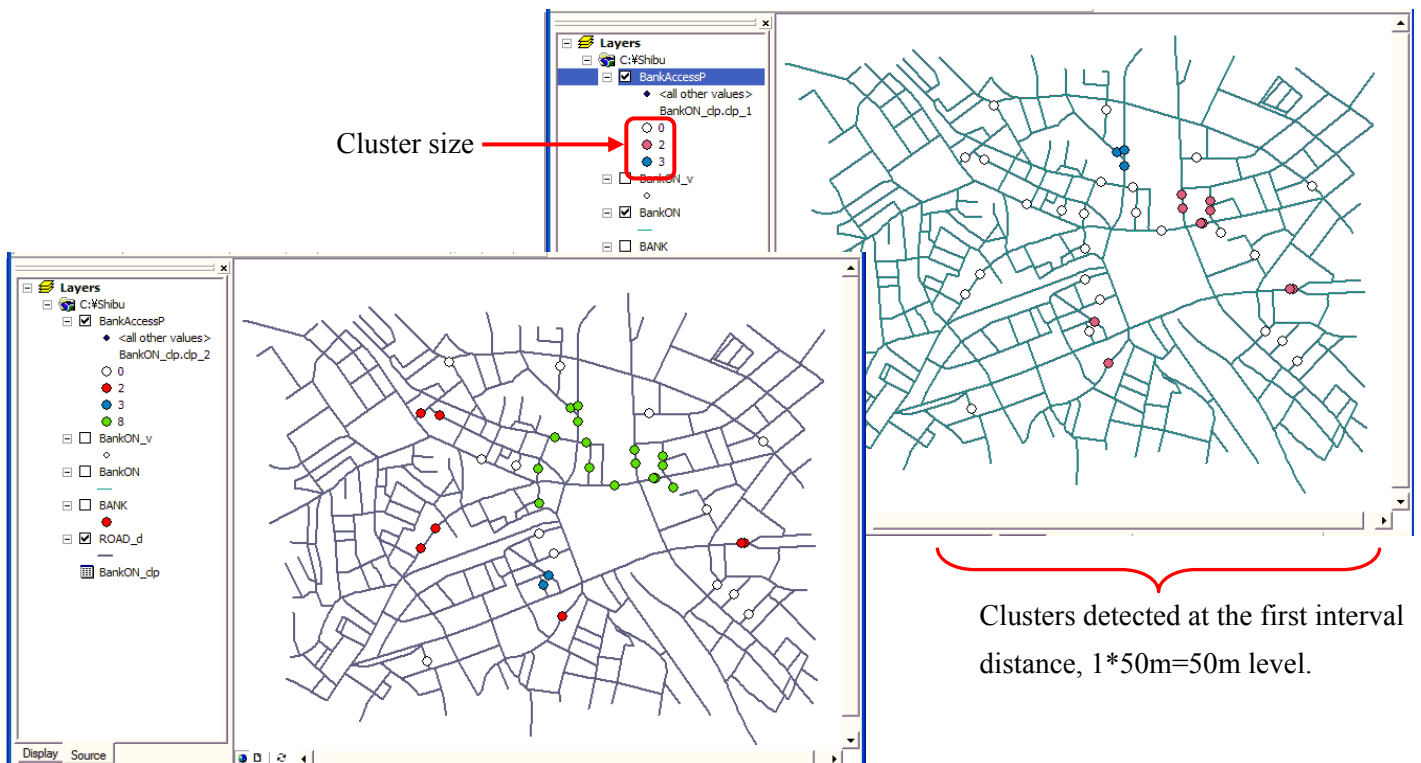 Layers
C:¥Shibu
BankAccessP
<all other values>
BankON_clp.clp_1
Cluster size
0
2
3
BankON_v
BankON
BANK
Layers
C:¥Shibu
BankAccessP
<all other values>
BankON_clp.clp_2
0
2
3
8
BankON_v
BankON
BANK
ROAD_d
BankON_clp
Display Source
Clusters detected at the first interval
distance, 1*50m=50m level.